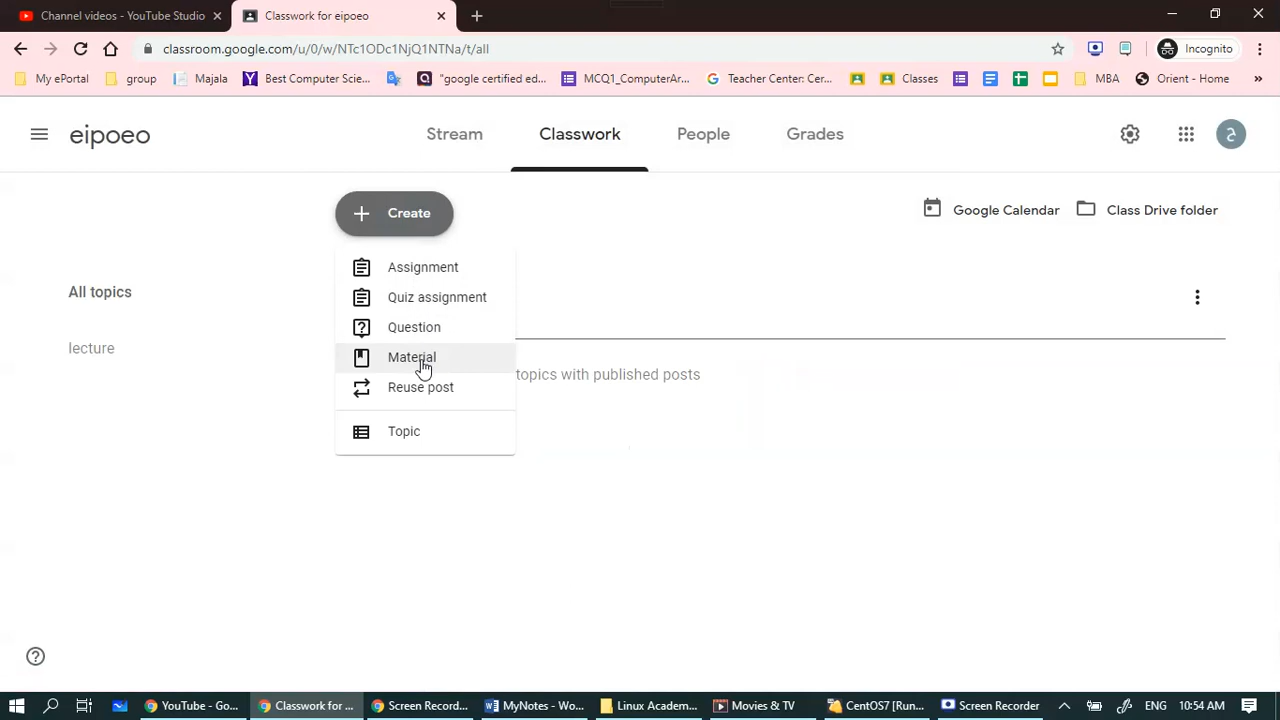 Channel videos - YouTube Studio
Classwork for eipoeo
classroom.google.com/u/0/w/NTc1ODc1NjQ1NTNa/t/all
Incognito
My ePortal
group
Majala
Best Computer Scie...
"google certified ed...
MCQ1_ComputerAr...
Teacher Center: Cer...
Classes
MBA
Orient - Home
»
eipoeo
Stream
Classwork
People
Grades
ح
Create
Google Calendar
Class Drive folder
Assignment
Quiz assignment
All topics
Question
lecture
Material
topics with published posts
Reuse post
Topic
YouTube - Go...
Classwork for ...
Screen Record...
MyNotes - Wo...
Linux Academ...
Movies & TV
CentOS7 [Run...
Screen Recorder
ENG
10:54 AM